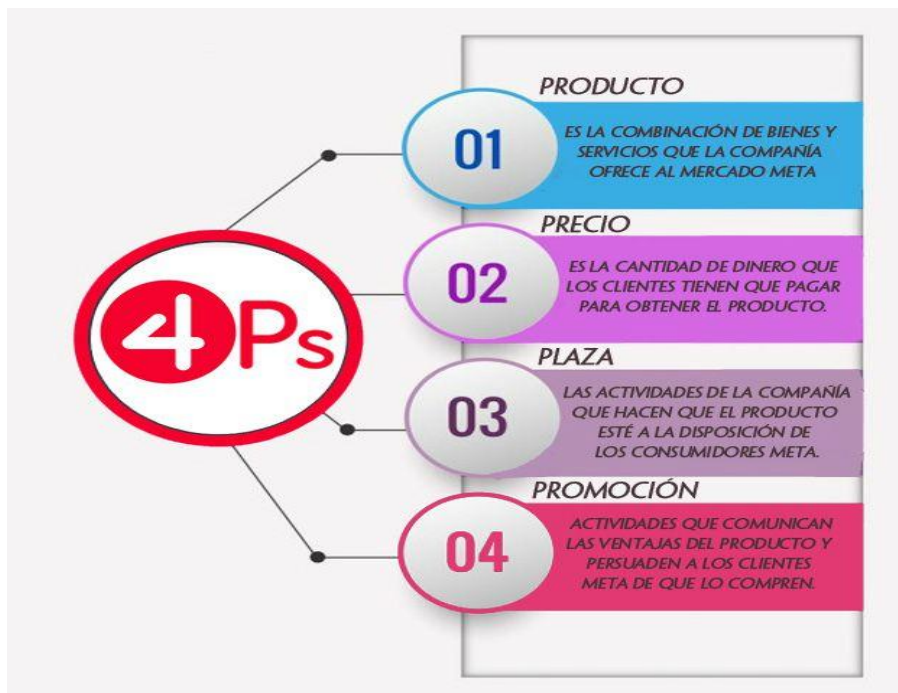 4Ps
01
PRODUCTO
ES LA COMBINACIÓN DE BIENES Y
SERVICIOS QUE LA COMPAÑÍA
OFRECE AL MERCADO META
02
PRECIO
ES LA CANTIDAD DE DINERO QUE
LOS CLIENTES TIENEN QUE PAGAR
PARA OBTENER EL PRODUCTO.
03
PLAZA
LAS ACTIVIDADES DE LA COMPAÑÍA
QUE HACEN QUE EL PRODUCTO
ESTÉ A LA DISPOSICIÓN DE
LOS CONSUMIDORES META.
04
PROMOCIÓN
ACTIVIDADES QUE COMUNICAN
LAS VENTAJAS DEL PRODUCTO Y
PERSUADEN A LOS CLIENTES
META DE QUE LO COMPREN.